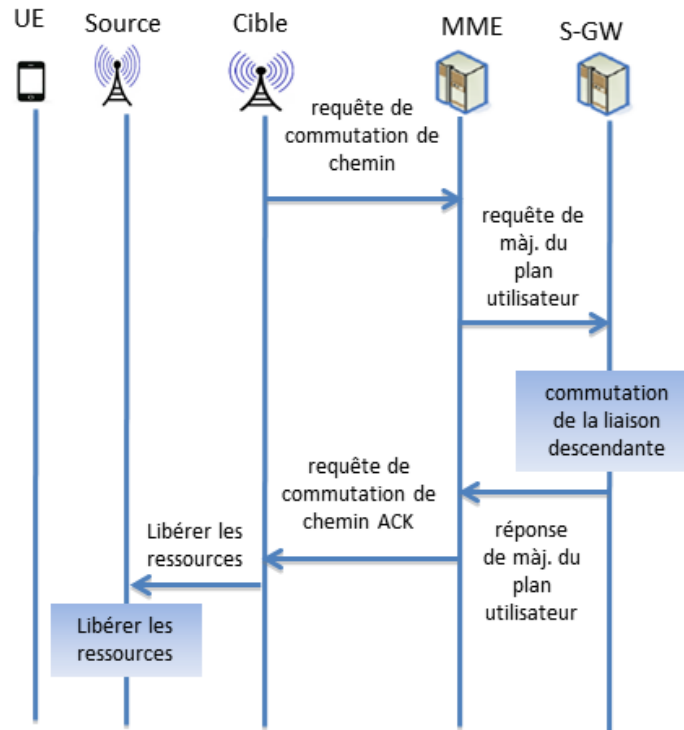 UE
Source
Cible
MME
S-GW
requête de
commutation de
chemin
requête de
màj. du
plan
utilisateur
commutation
de la liaison
descendante
requête de
commutation de
chemin ACK
Libérer les
ressources
réponse
de màj. du
plan
utilisateur
Libérer les
ressources